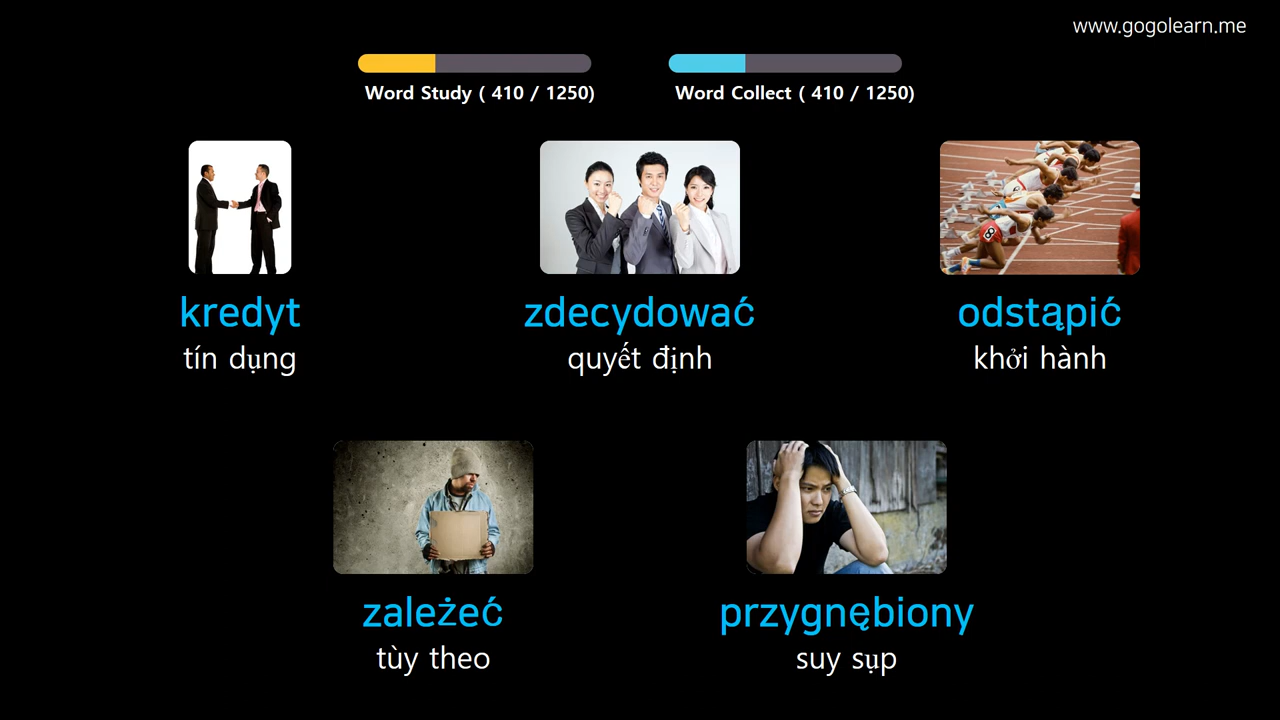 www.gogolearn.me
Word Study ( 410 / 1250)
Word Collect ( 410 / 1250)
kredyt
tín dụng
zdecydować
quyết định
odstąpić
khởi hành
zależeć
tùy theo
przygnębiony
suy sụp